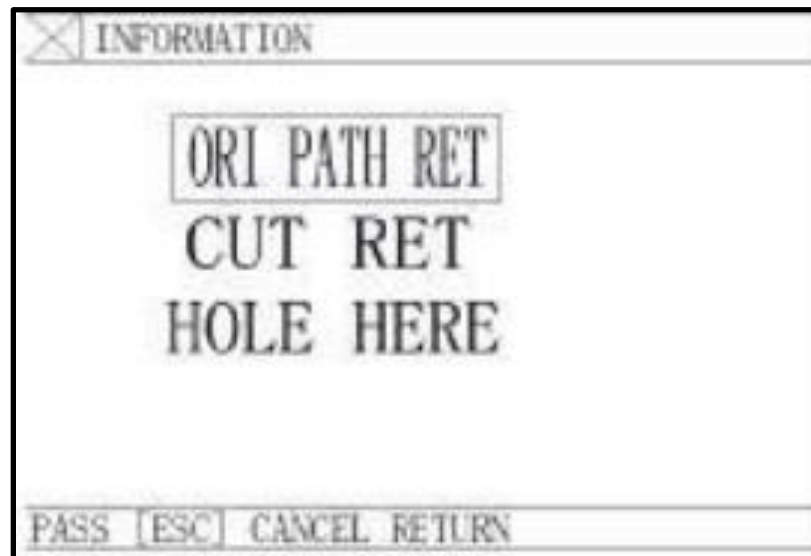 INFORMATION
ORI PATH RET
CUT RET
HOLE HERE
PASS [ESC] CANCEL RETURN